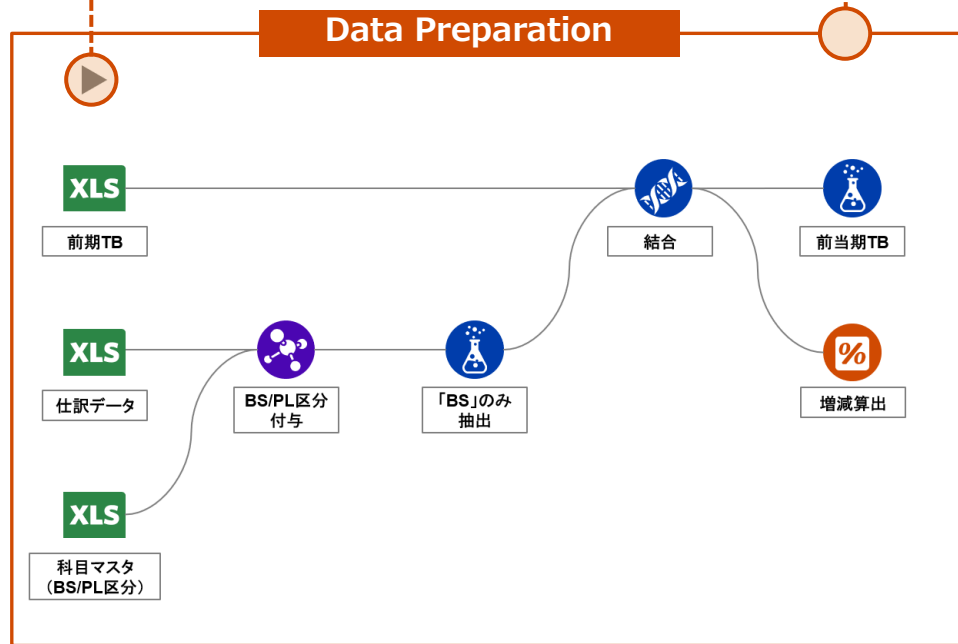 Data Preparation
XLS
前期TB
結合
前当期TB
XLS
仕訳データ
BS/PL区分
付与
「BS」のみ
抽出
%
増減算出
XLS
科目マスタ
（BS/PL区分）